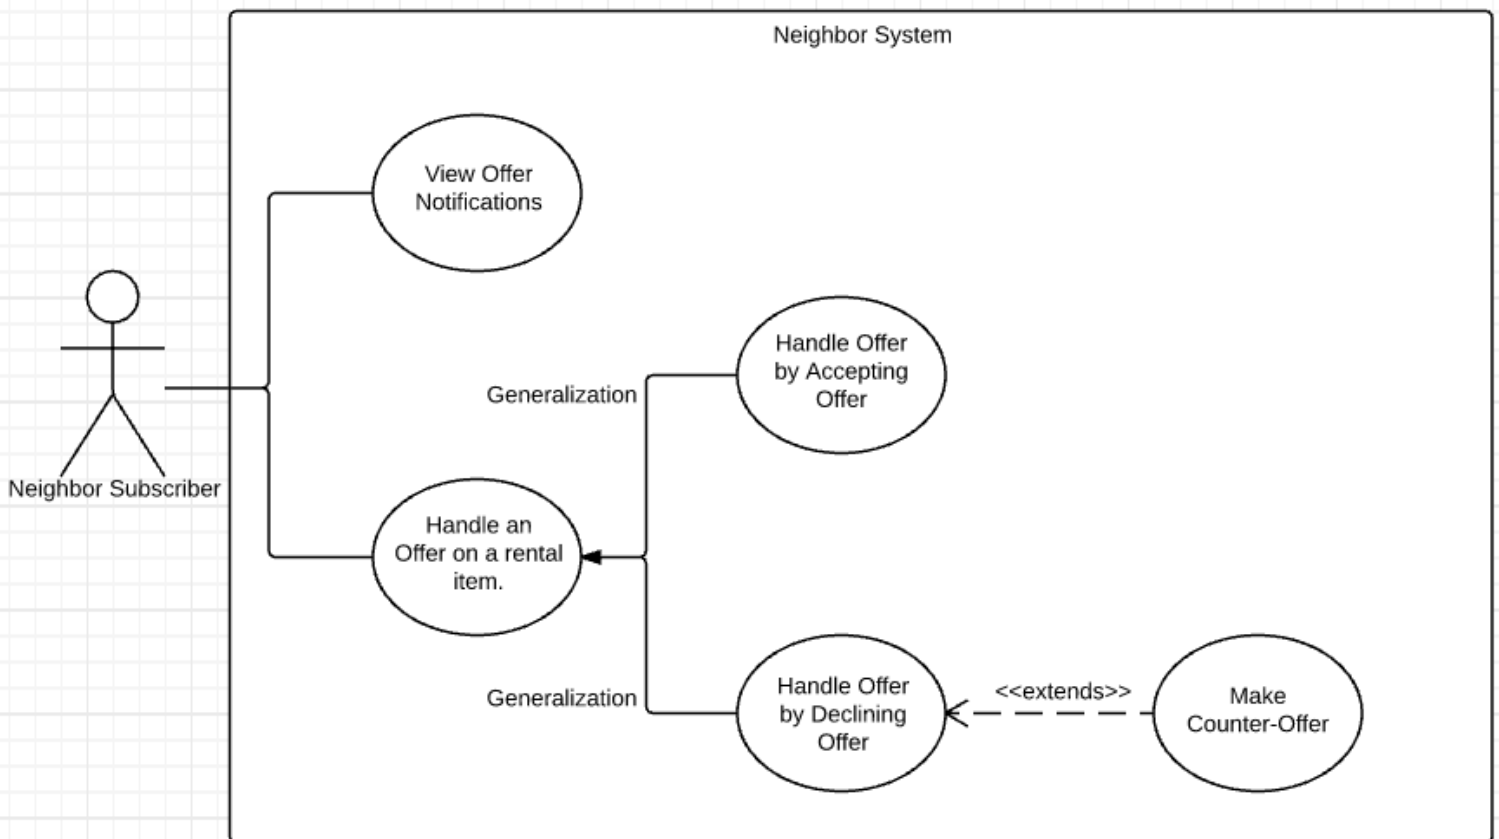 Neighbor System
View Offer
Notifications
Handle Offer
by Accepting
Offer
Generalization
Neighbor Subscriber
Handle an
Offer on a rental
item.
Generalization
Handle Offer
by Declining
Offer
<<extends>>
Make
Counter-Offer